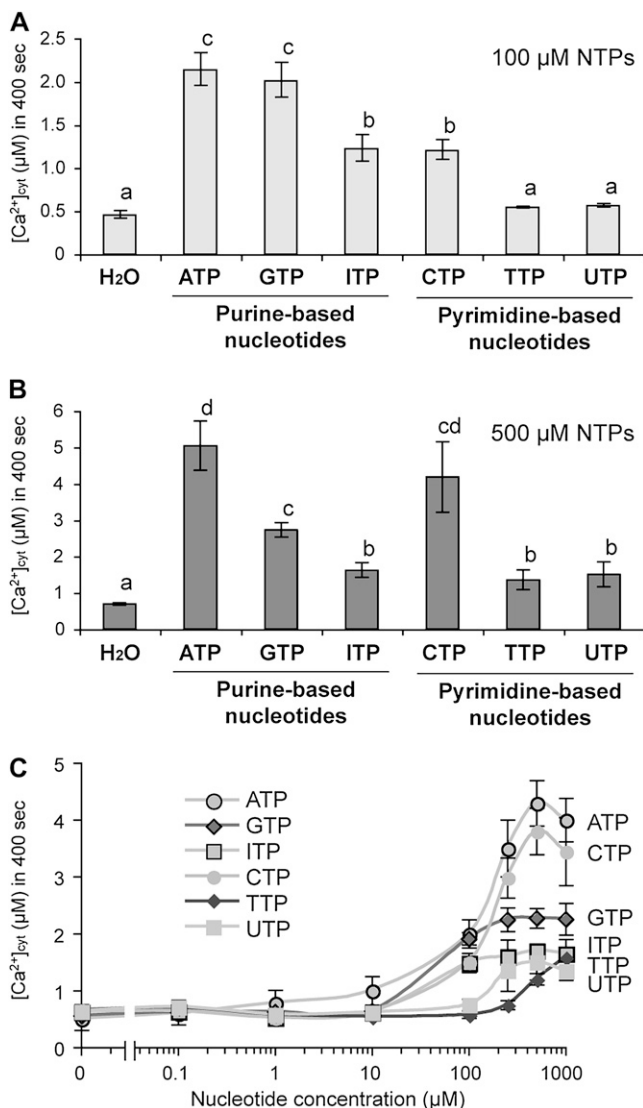 A
[Ca²⁺]cyt (µM) in 400 sec
100 µM NTPs
2.5
2.0
1.5
1.0
0.5
0
a
c
c
b
b
a
a
H₂O ATP GTP ITP CTP TTP UTP
Purine-based nucleotides
Pyrimidine-based nucleotides
B
[Ca²⁺]cyt (µM) in 400 sec
500 µM NTPs
6
5
4
3
2
1
0
a
d
c
b
cd
b
b
H₂O ATP GTP ITP CTP TTP UTP
Purine-based nucleotides
Pyrimidine-based nucleotides
C
[Ca²⁺]cyt (µM) in 400 sec
5
4
3
2
1
0
ATP
GTP
ITP
CTP
TTP
UTP
ATP
CTP
GTP
ITP
TTP
UTP
0 0.1 1 10 100 1000
Nucleotide concentration (µM)